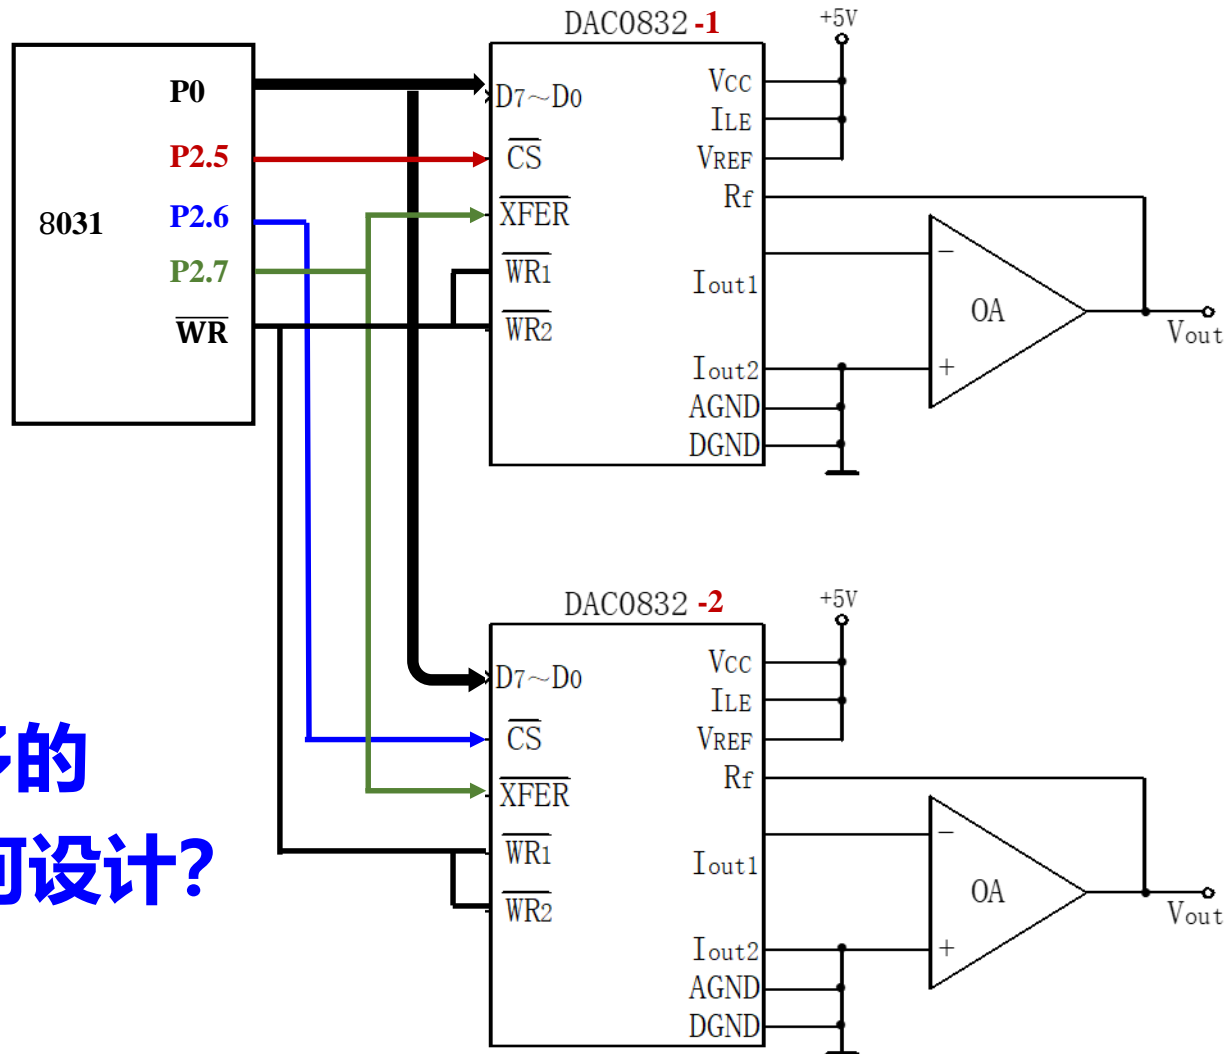 DAC0832 -1
+5V
8031
P0
P2.5
P2.6
P2.7
WR
D7~D0
CS
XFER
WR1
WR2
VCC
ILE
VREF
Rf
Iout1
Iout2
AGND
DGND
-
OA
+
Vout
DAC0832 -2
+5V
D7~D0
CS
XFER
WR1
WR2
VCC
ILE
VREF
Rf
Iout1
Iout2
AGND
DGND
-
OA
+
Vout
的
设计?